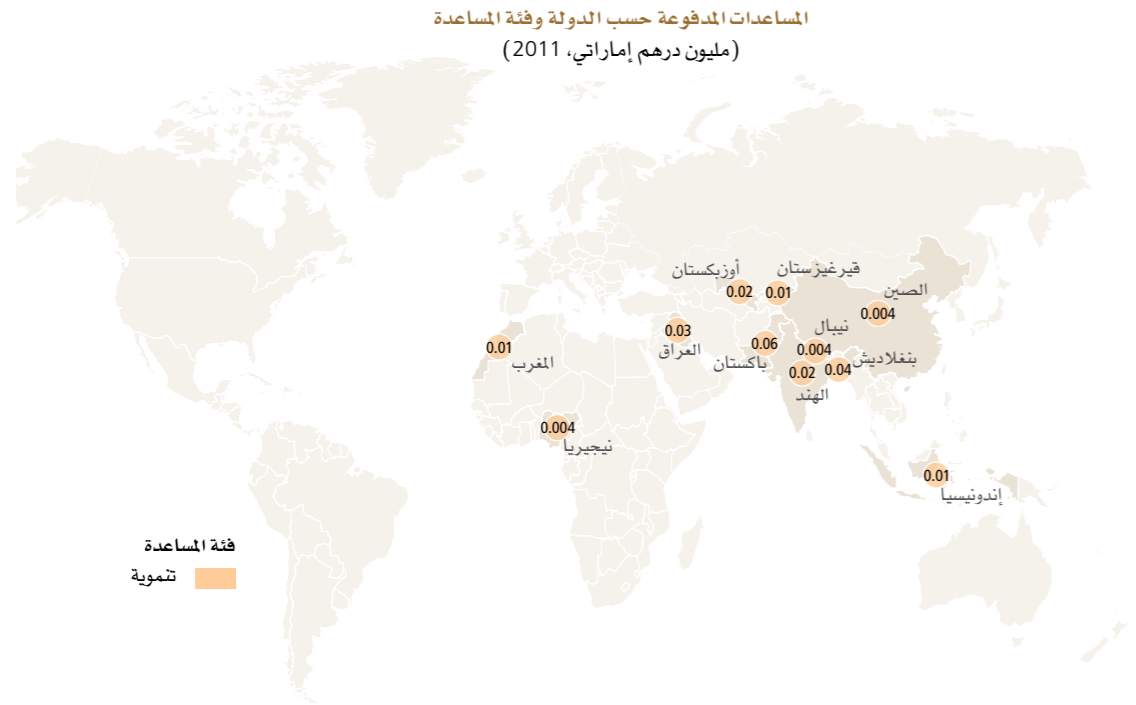 المساعدات المدفوعة حسب الدولة وفئة المساعدة
(مليون درهم إماراتي، 2011)
قيرغيزستان
0.01
أوزبكستان
0.02
الصين
0.004
نيبال
0.004
العراق
0.03
باكستان
0.06
بنغلاديش
0.04
الهند
0.02
المغرب
0.01
نيجيريا
0.004
إندونيسيا
0.01
فئة المساعدة
تنموية